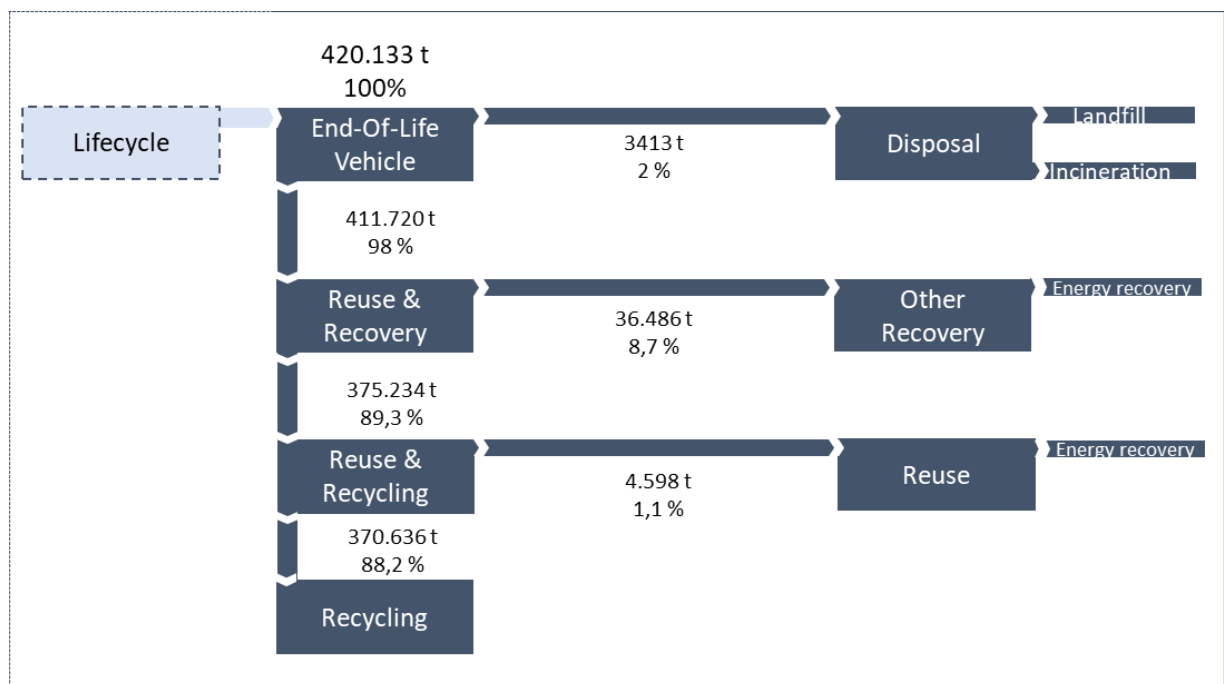 420.133 t
100%
Lifecycle
End-Of-Life
Vehicle
3413 t
2 %
Disposal
Landfill
Incineration
411.720 t
98 %
Reuse &
Recovery
36.486 t
8,7 %
Other
Recovery
Energy recovery
375.234 t
89,3 %
Reuse &
Recycling
4.598 t
1,1 %
Reuse
Energy recovery
370.636 t
88,2 %
Recycling